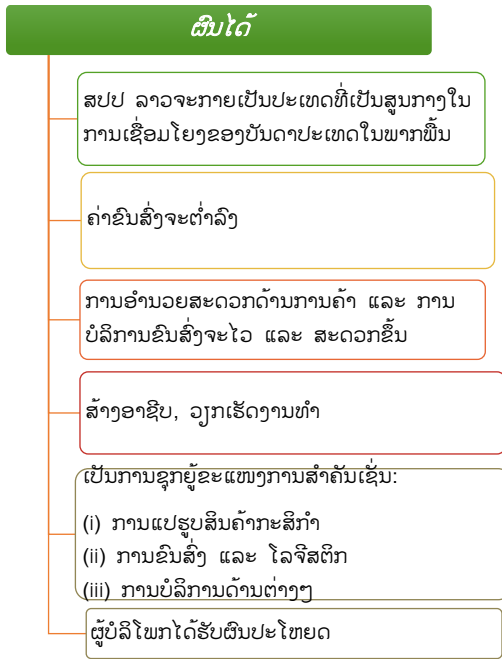 ຜົນໄດ້
ສປປ ລາວຈະກາຍເປັນປະເທດທີ່ເປັນສູນກາງໃນ
ການເຊື່ອມໂຍງຂອງບັນດາປະເທດໃນພາກພື້ນ
ຄ່າຂົນສົ່ງຈະຕ່ຳລົງ
ການອຳນວຍສະດວກດ້ານການຄ້າ ແລະ ການ
ບໍລິການຂົນສົ່ງຈະໄວ ແລະ ສະດວກຂຶ້ນ
ສ້າງອາຊີບ, ວຽກເຮັດງານທຳ
ເປັນການຊຸກຍູ້ຂະແໜງການສຳຄັນເຊັ່ນ:
(i) ການແປຮູບສິນຄ້າກະສິກຳ
(ii) ການຂົນສົ່ງ ແລະ ໂລຈີສຕິກ
(iii) ການບໍລິການດ້ານຕ່າງໆ
ຜູ້ບໍລິໂພກໄດ້ຮັບຜົນປະໂຫຍດ